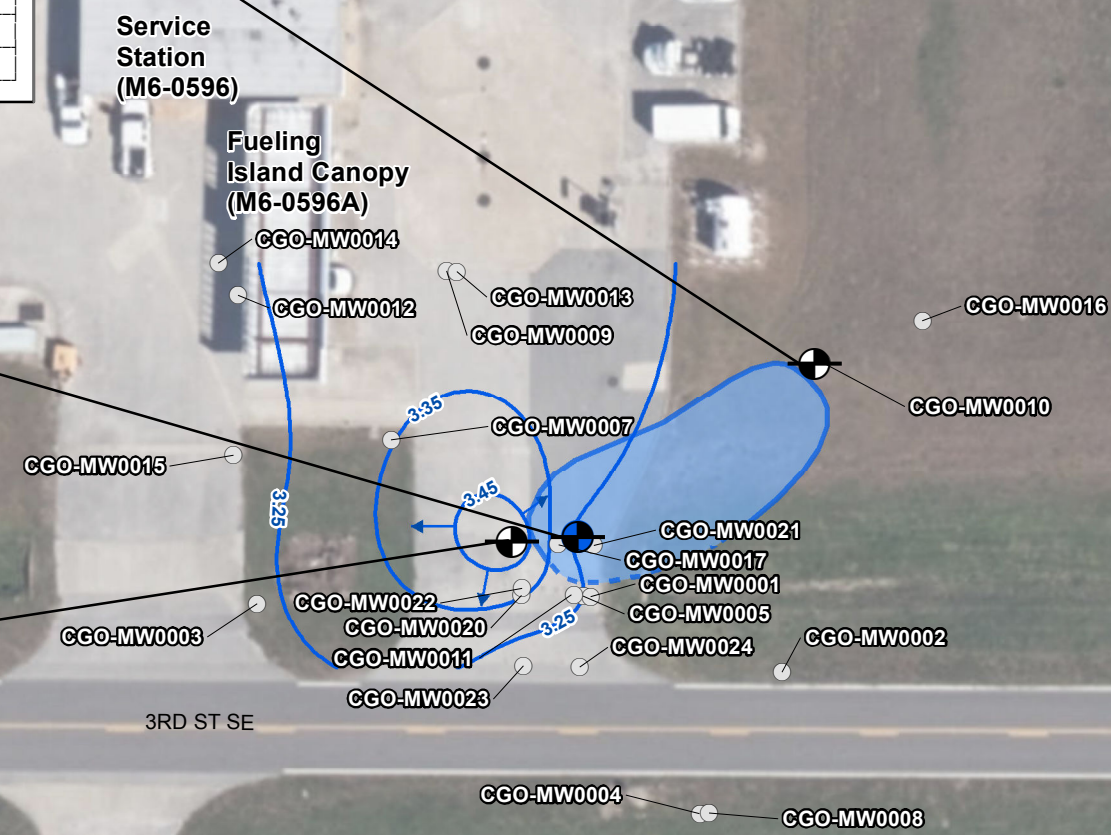 Service
Station
(M6-0596)
Fueling
Island Canopy
(M6-0596A)
CGO-MW0014
CGO-MW0012
CGO-MW0013
CGO-MW0009
CGO-MW0016
CGO-MW0010
3.35
CGO-MW0007
CGO-MW0015
3.45
3.25
CGO-MW0021
CGO-MW0017
CGO-MW0001
CGO-MW0022
CGO-MW0005
CGO-MW0020
3.25
CGO-MW0003
CGO-MW0011
CGO-MW0024
CGO-MW0002
CGO-MW0023
3RD ST SE
CGO-MW0004
CGO-MW0008